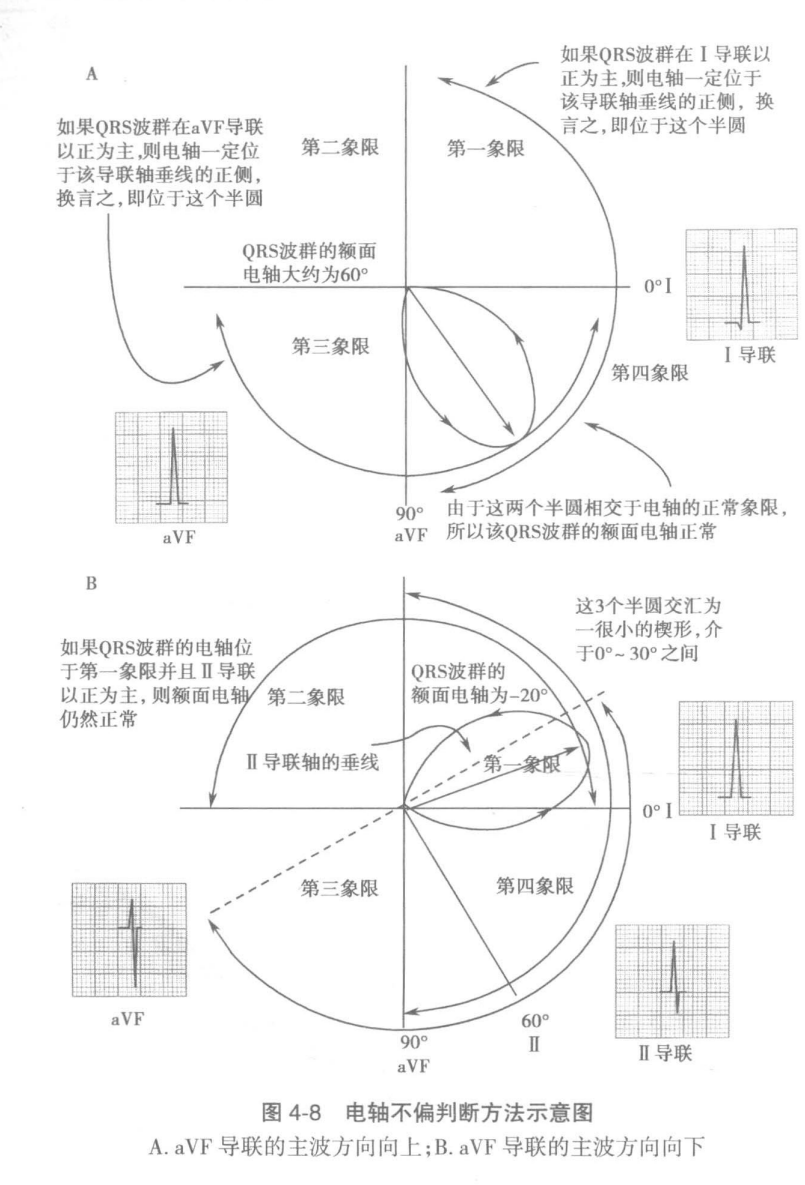 A
如果QRS波群在Ⅰ导联以
正为主,则电轴一定位于
该导联轴垂线的正侧，换
言之,即位于这个半圆
如果QRS波群在aVF导联
以正为主,则电轴一定位
于该导联轴垂线的正侧，
换言之,即位于这个半圆
第二象限
第一象限
QRS波群的额面
电轴大约为60°
0°Ⅰ
Ⅰ导联
第三象限
第四象限
aVF
90°
aVF
由于这两个半圆相交于电轴的正常象限，
所以该QRS波群的额面电轴正常
B
这3个半圆交汇为
一很小的楔形,介
于0°~30°之间
如果QRS波群的电轴位
于第一象限并且Ⅱ导联
以正为主, 则额面电轴
仍然正常
第二象限
QRS波群的
额面电轴为-20°
Ⅱ导联轴的垂线
第一象限
0°Ⅰ
Ⅰ导联
第三象限
第四象限
aVF
60°
Ⅱ
90°
aVF
Ⅱ导联
图 4-8 电轴不偏判断方法示意图
A. aVF 导联的主波方向向上;B. aVF 导联的主波方向向下